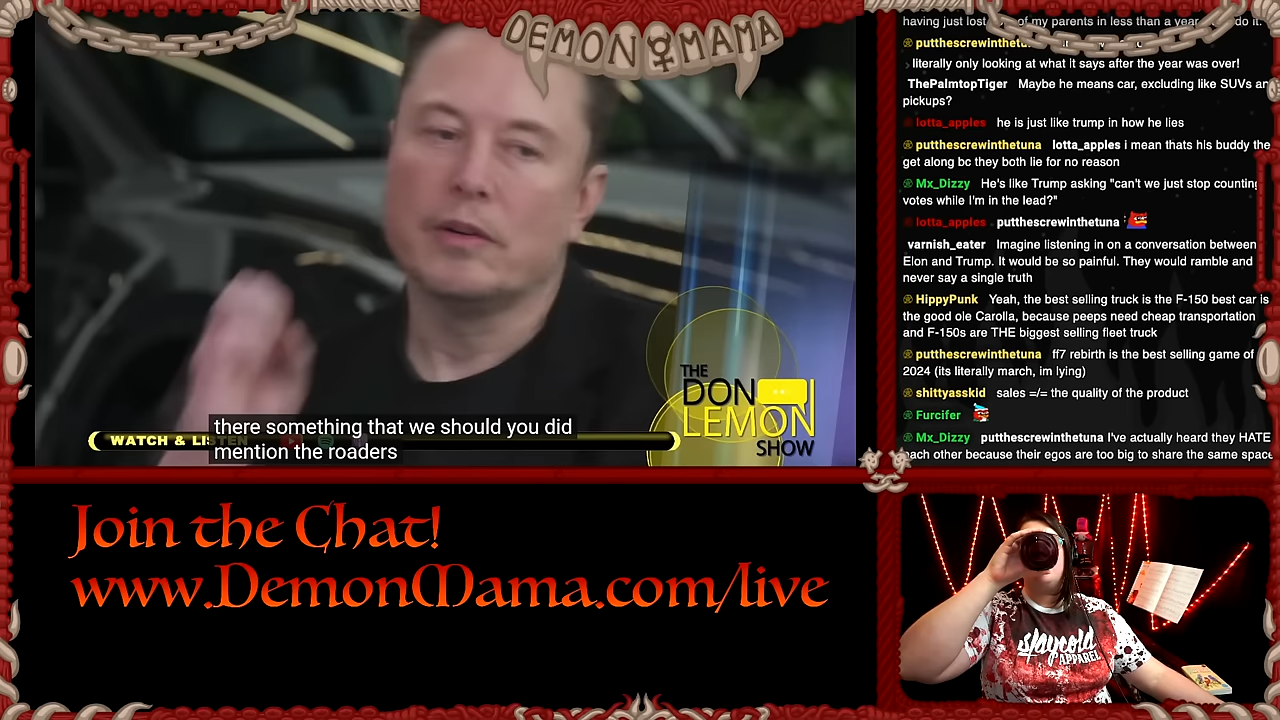 DEMON MAMA
there something that we should you did
WATCH & LISTEN
mention the roaders
THE
DON
LEMON
SHOW
having just lost of my parents in less than a year do it.
literally only looking at what it says after the year was over!
ThePalmtopTiger Maybe he means car, excluding like SUVs an
pickups?
lotta_apples he is just like trump in how he lies
putthescrewinthetuna lotta_apples i mean thats his buddy the
get along bc they both lie for no reason
Mx_Dizzy He's like Trump asking "can't we just stop counting
votes while I'm in the lead?"
lotta_apples putthescrewinthetuna
varnish_eater Imagine listening in on a conversation between
Elon and Trump. It would be so painful. They would ramble and
never say a single truth
HippyPunk Yeah, the best selling truck is the F-150 best car is
the good ole Carolla, because peeps need cheap transportation
and F-150s are THE biggest selling fleet truck
putthescrewinthetuna ff7 rebirth is the best selling game of
2024 (its literally march, im lying)
shittyasskid sales =/= the quality of the product
Furcifer
Mx_Dizzy putthescrewinthetuna I've actually heard they HATE
each other because their egos are too big to share the same space
Join the Chat!
www.DemonMama.com/live
slaycold
APPAREL